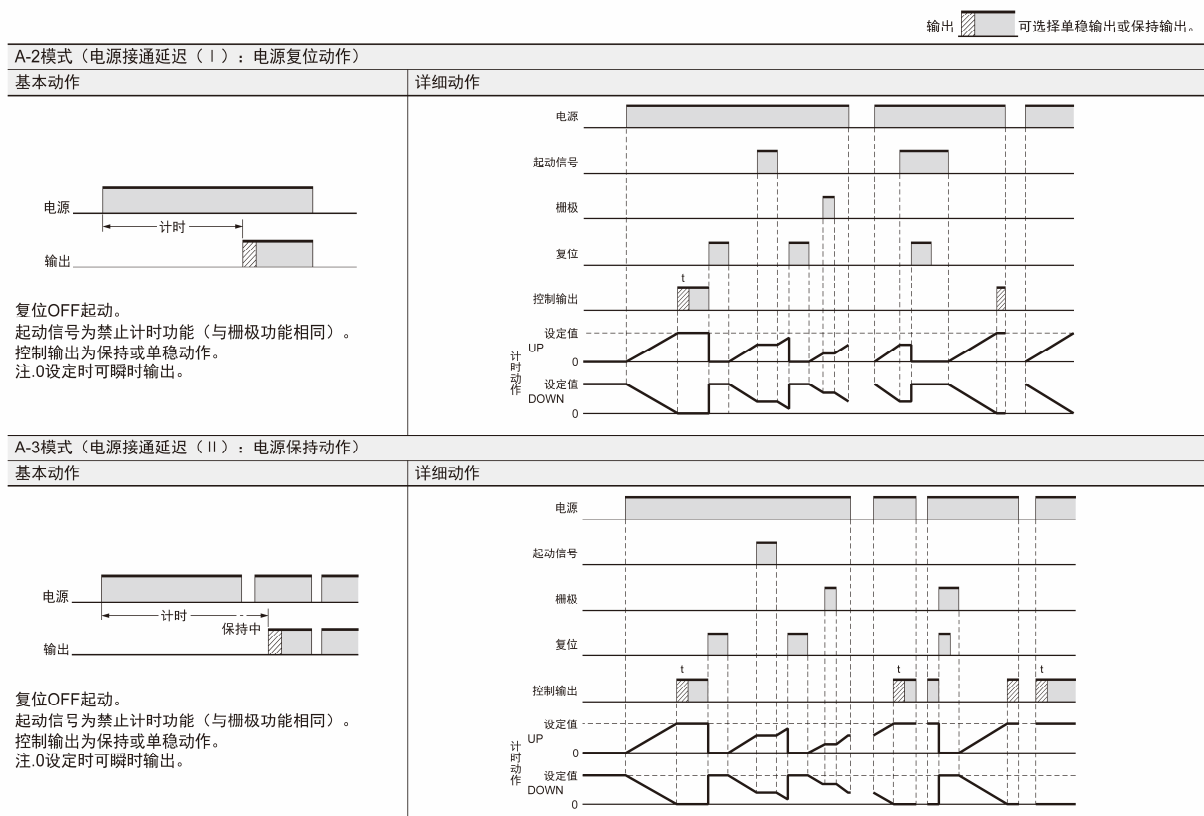 输出 可选择单稳输出或保持输出。
A-2模式（电源接通延迟（Ⅰ）：电源复位动作）
基本动作
详细动作
电源
计时
输出
复位OFF起动。
起动信号为禁止计时功能（与栅极功能相同）。
控制输出为保持或单稳动作。
注.0设定时可瞬时输出。
电源
起动信号
栅极
复位
t
控制输出
设定值
UP
0
计时动作
设定值
DOWN
0
A-3模式（电源接通延迟（Ⅱ）：电源保持动作）
基本动作
详细动作
电源
计时
保持中
输出
复位OFF起动。
起动信号为禁止计时功能（与栅极功能相同）。
控制输出为保持或单稳动作。
注.0设定时可瞬时输出。
电源
起动信号
栅极
复位
t t t
控制输出
设定值
UP
0
计时动作
设定值
DOWN
0